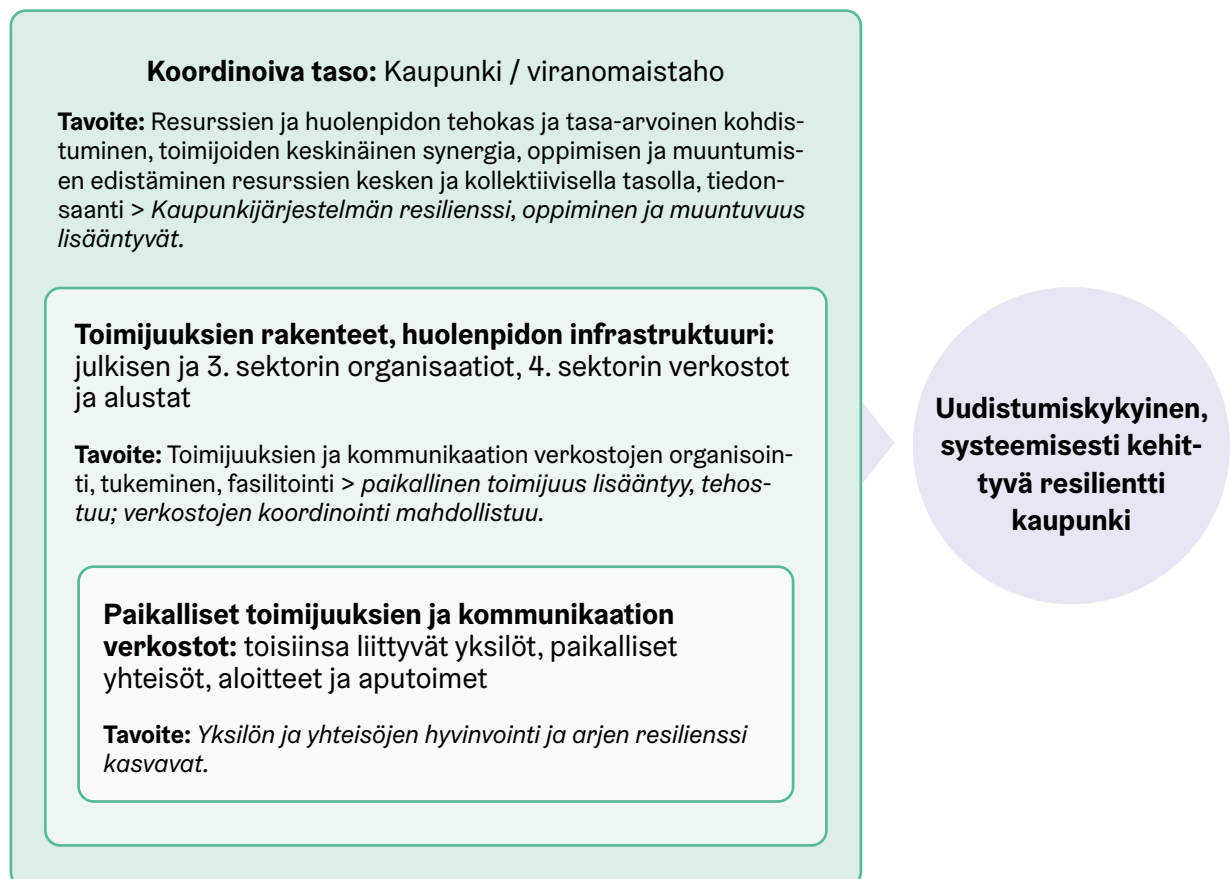 Koordinoiva taso: Kaupunki / viranomaistaho
Tavoite: Resurssien ja huolenpidon tehokas ja tasa-arvoinen kohdis-
tuminen, toimijoiden keskinäinen synergia, oppimisen ja muuntumis-
en edistäminen resurssien kesken ja kollektiivisella tasolla, tiedon-
saanti > Kaupunkijärjestelmän resilienssi, oppiminen ja muuntuvuus
lisääntyvät.
Toimijuuksien rakenteet, huolenpidon infrastruktuuri:
julkisen ja 3. sektorin organisaatiot, 4. sektorin verkostot
ja alustat
Tavoite: Toimijuuksien ja kommunikaation verkostojen organisoin-
ti, tukeminen, fasilitointi > paikallinen toimijuus lisääntyy, tehos-
tuu; verkostojen koordinointi mahdollistuu.
Paikalliset toimijuuksien ja kommunikaation
verkostot: toisiinsa liittyvät yksilöt, paikalliset
yhteisöt, aloitteet ja aputoimet
Tavoite: Yksilön ja yhteisöjen hyvinvointi ja arjen resilienssi
kasvavat.
Uudistumiskykyinen,
systeemisesti kehit-
tyvä resilientti
kaupunki